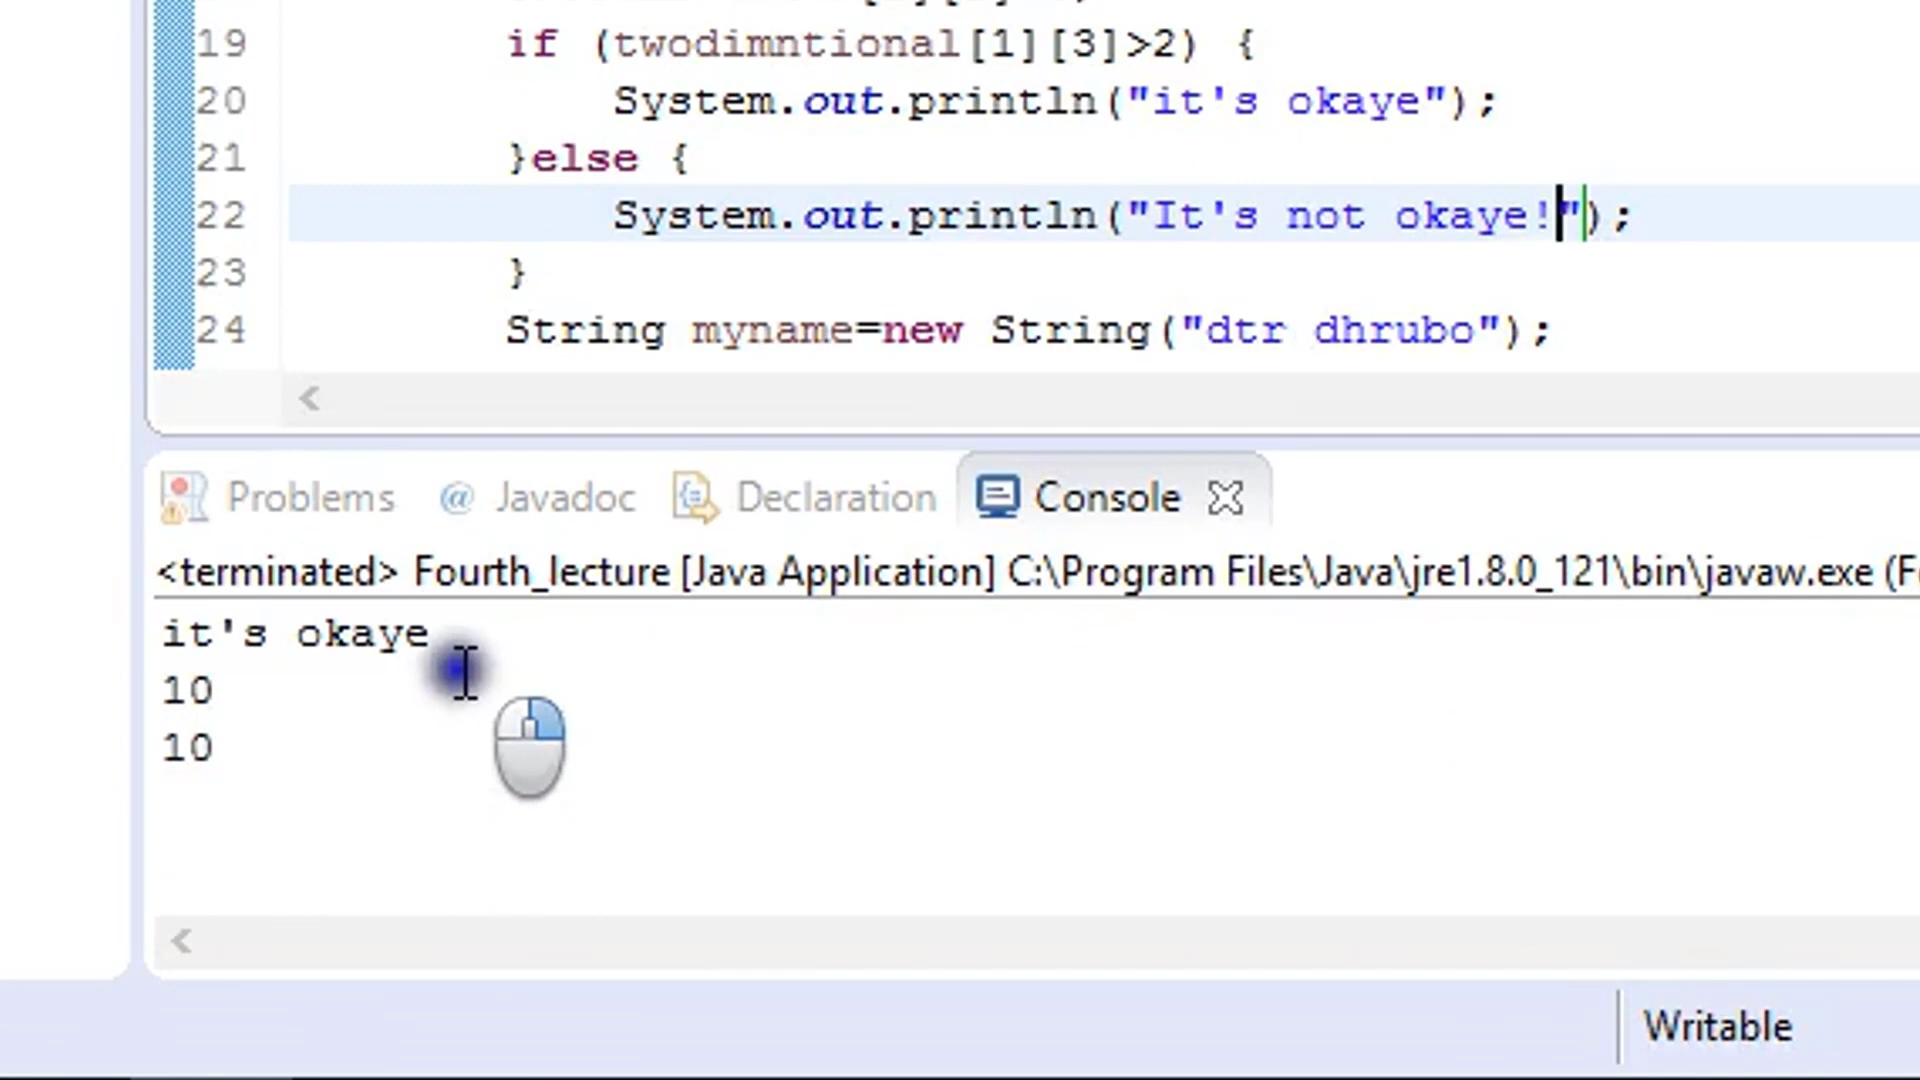 19 if (twodimntional[1][3]>2) {
20 System.out.println("it's okaye");
21 }else {
22 System.out.println("It's not okaye!");
23 }
24 String myname=new String("dtr dhrubo");
Problems @ Javadoc Declaration Console
<terminated> Fourth_lecture [Java Application] C:\Program Files\Java\jre1.8.0_121\bin\javaw.exe (F
it's okaye
10
10
Writable